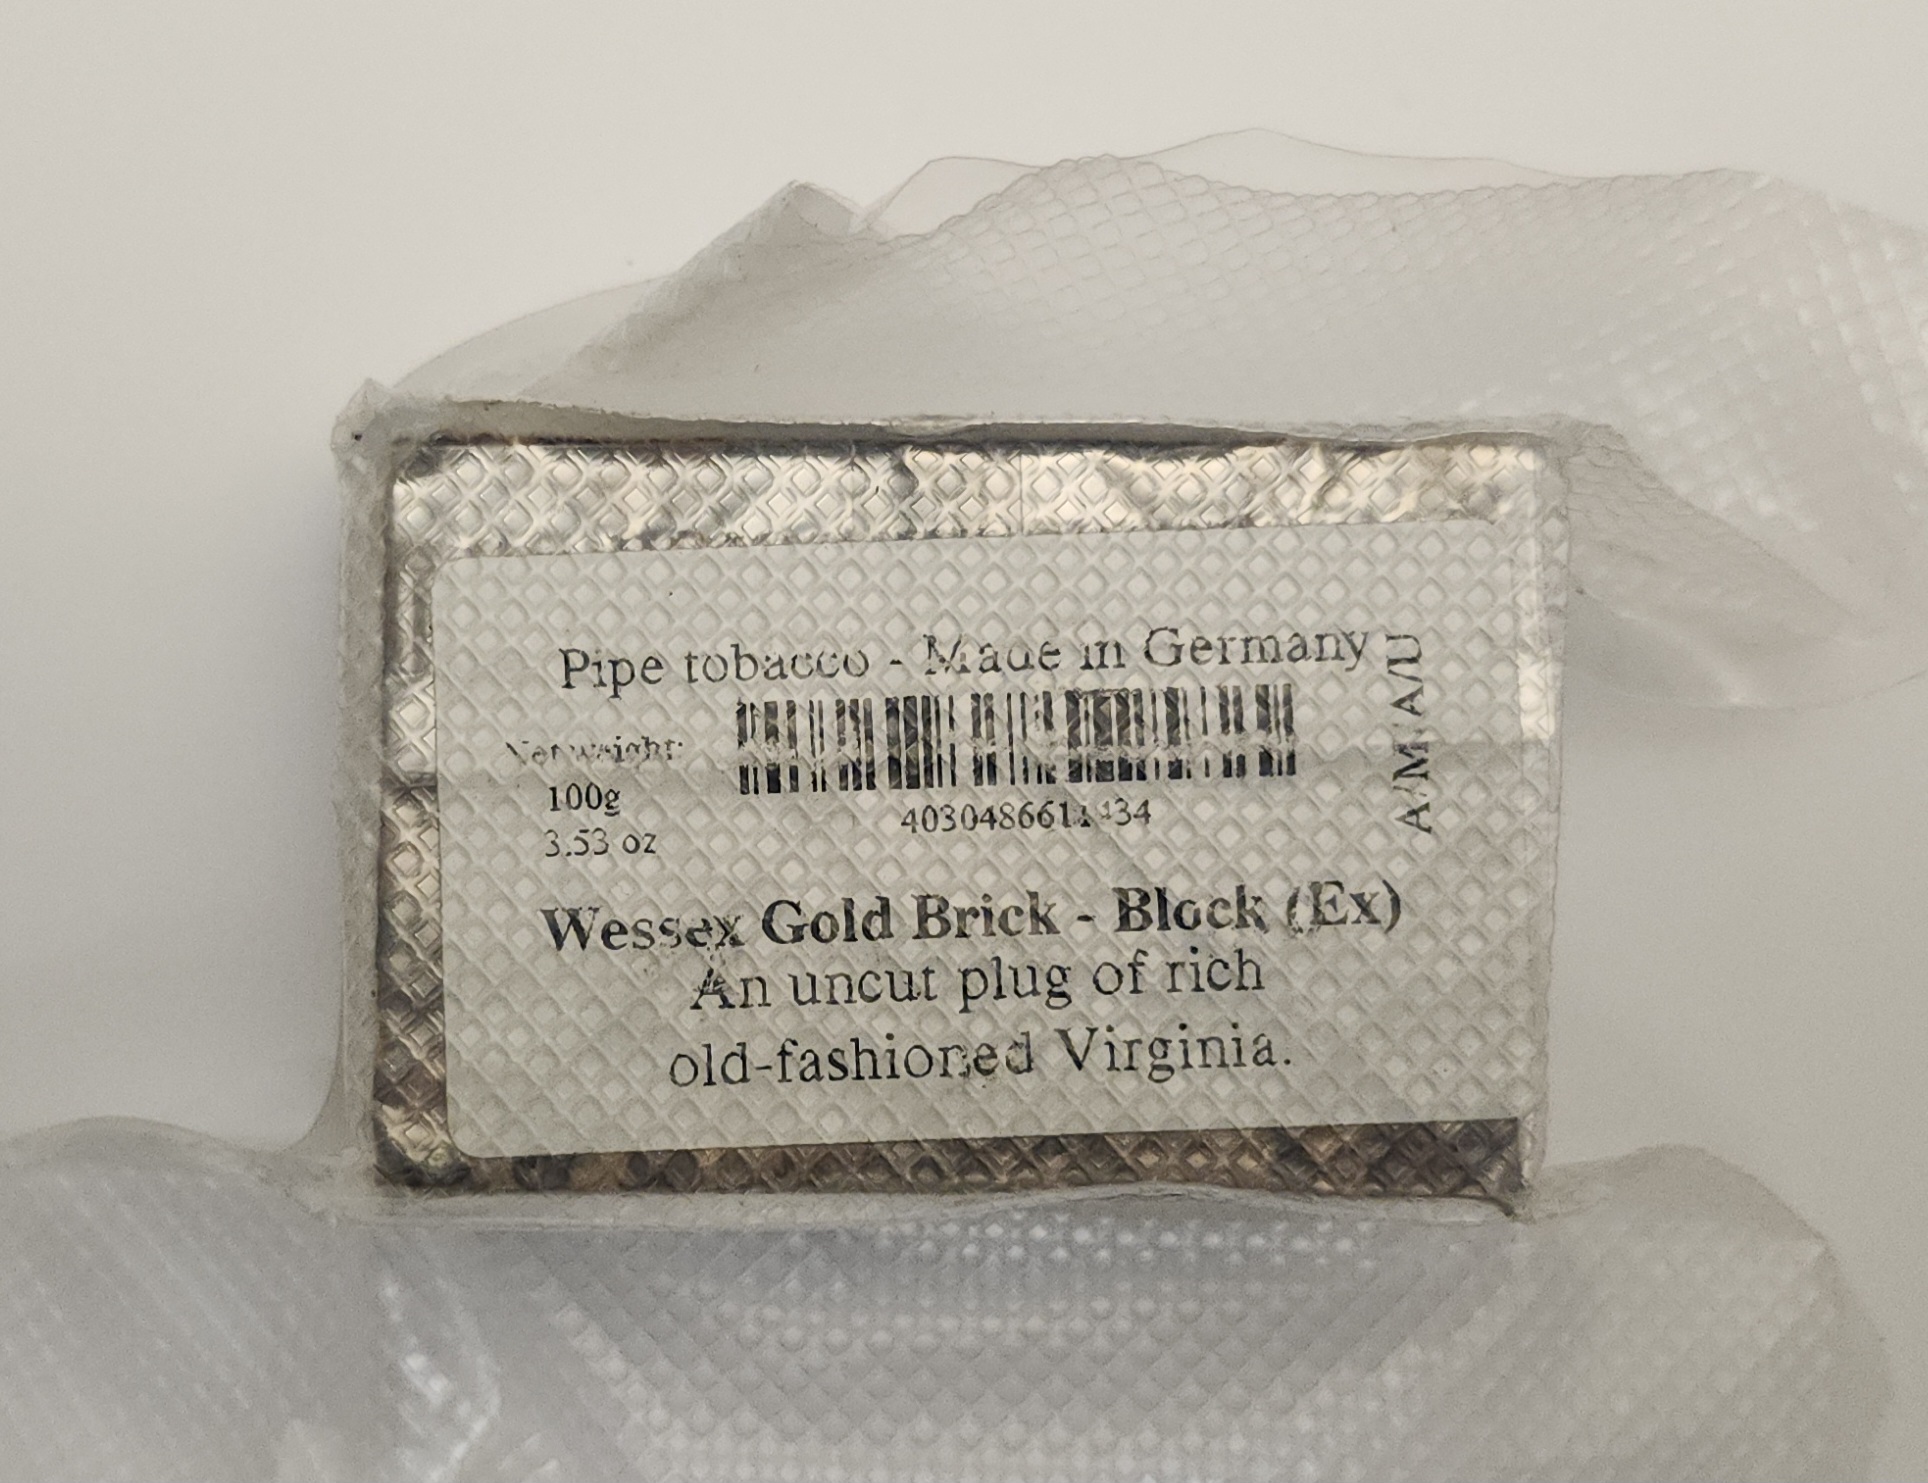 Pipe tobacco - Made in Germany
A/M/A/U
Net weight:
100g
3.53 oz
4030486611434
Wessex Gold Brick - Block (Ex)
An uncut plug of rich
old-fashioned Virginia.